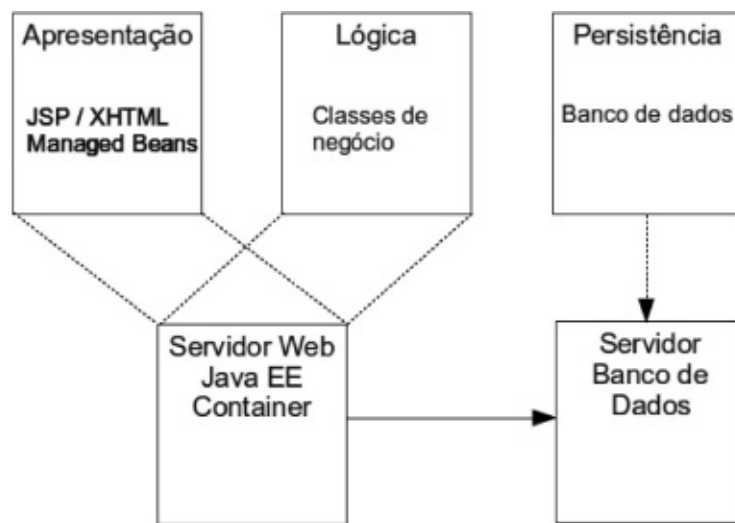 Apresentação
JSP / XHTML
Managed Beans
Lógica
Classes de
negócio
Persistência
Banco de dados
Servidor Web
Java EE
Container
Servidor
Banco de
Dados